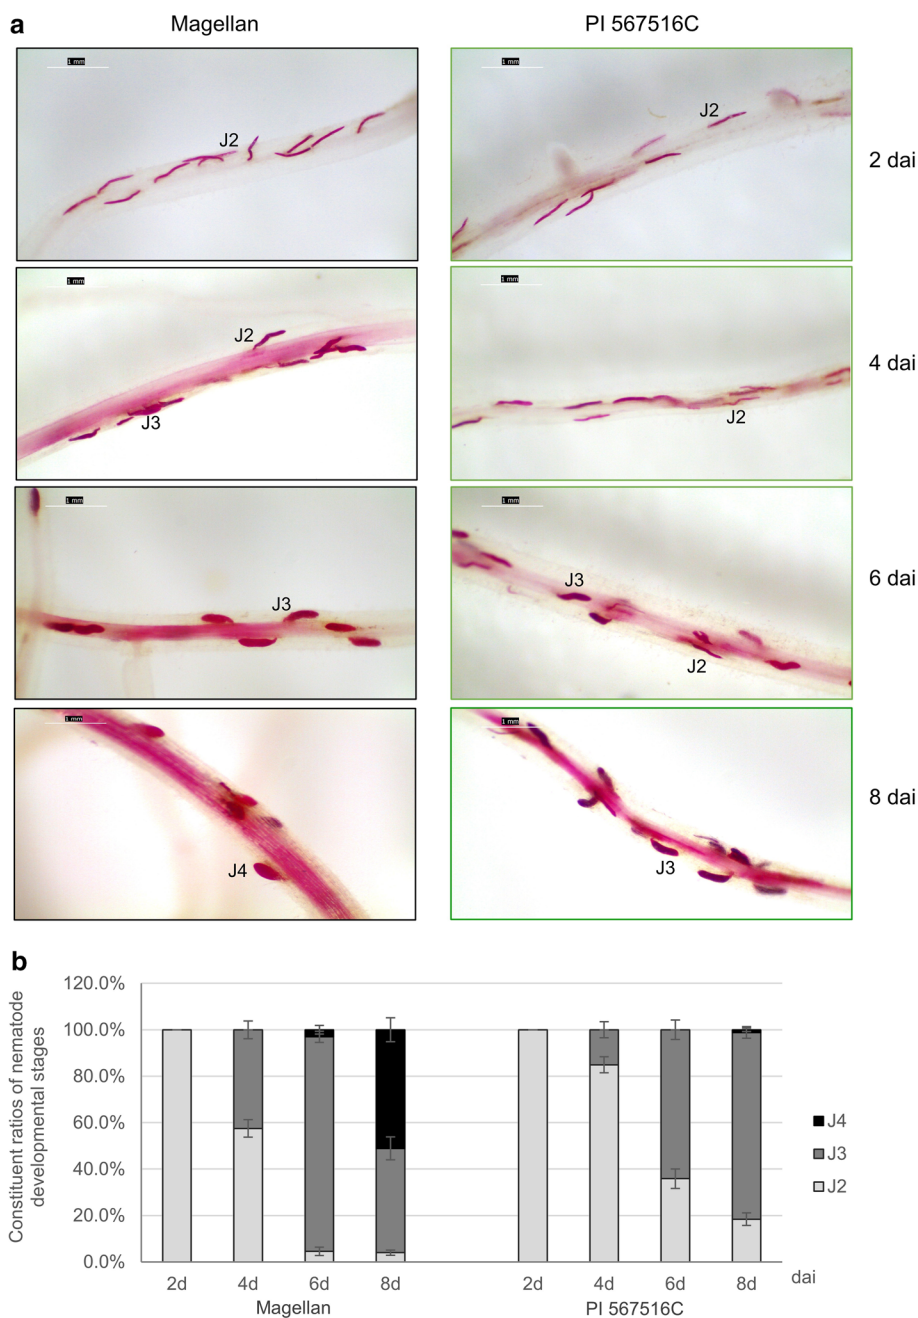 a
Magellan
PI 567516C
1 mm
J2
1 mm
J2
2 dai
1 mm
J2
J3
1 mm
J2
4 dai
1 mm
J3
1 mm
J3
J2
6 dai
1 mm
J4
1 mm
J3
8 dai
b
Constituent ratios of nematode
developmental stages
120.0%
100.0%
80.0%
60.0%
40.0%
20.0%
0.0%
2d 4d 6d 8d 2d 4d 6d 8d dai
Magellan PI 567516C
J4
J3
J2